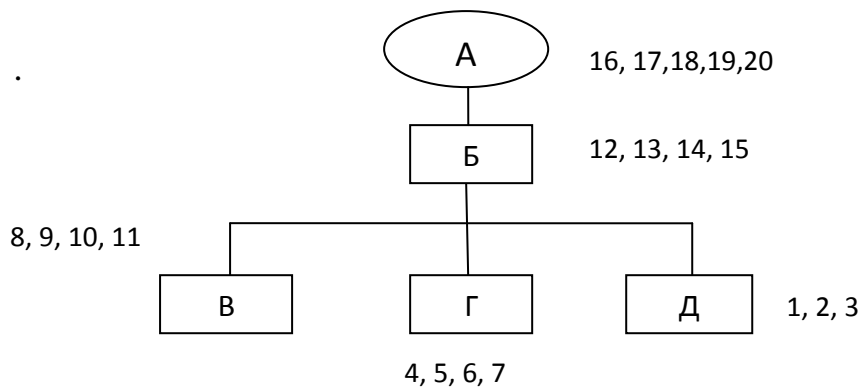 А
16, 17,18,19,20
.
Б
12, 13, 14, 15
8, 9, 10, 11
В
Г
Д
1, 2, 3
4, 5, 6, 7